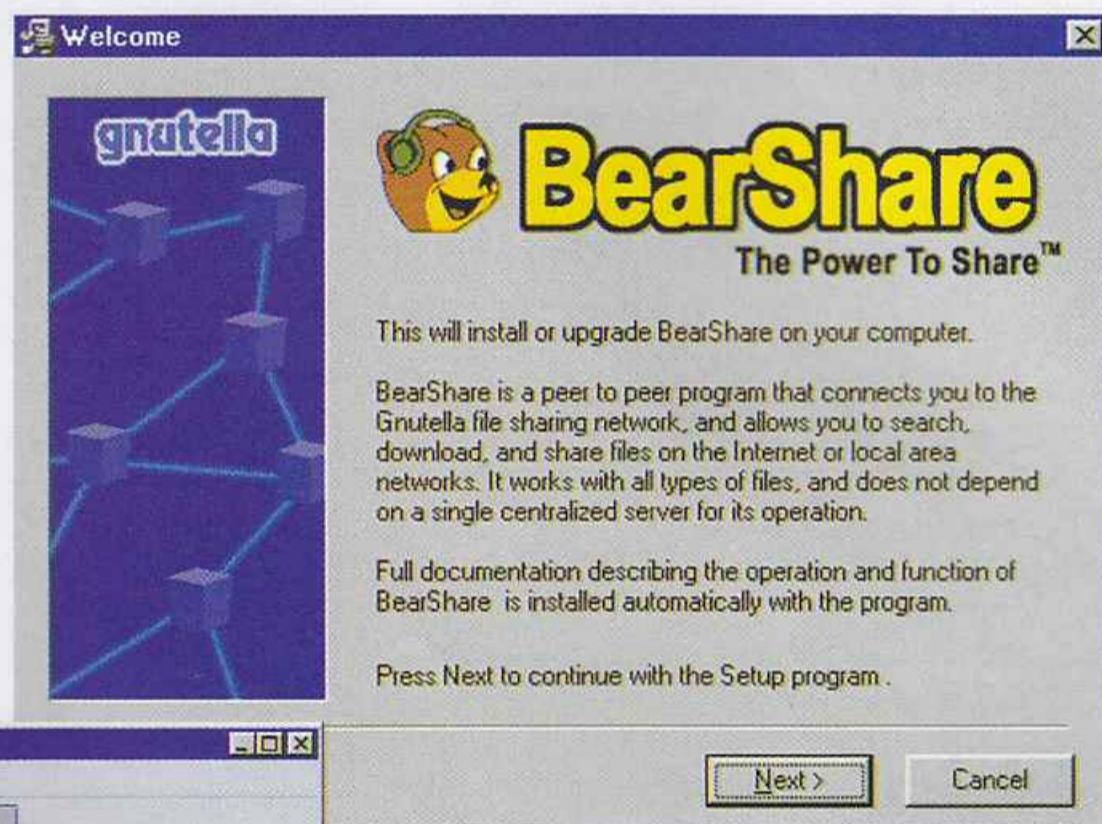 Welcome
gnutella
BearShare
The Power To Share™
This will install or upgrade BearShare on your computer.
BearShare is a peer to peer program that connects you to the
Gnutella file sharing network, and allows you to search,
download, and share files on the Internet or local area
networks. It works with all types of files, and does not depend
on a single centralized server for its operation.
Full documentation describing the operation and function of
BearShare is installed automatically with the program.
Press Next to continue with the Setup program .
Next >
Cancel